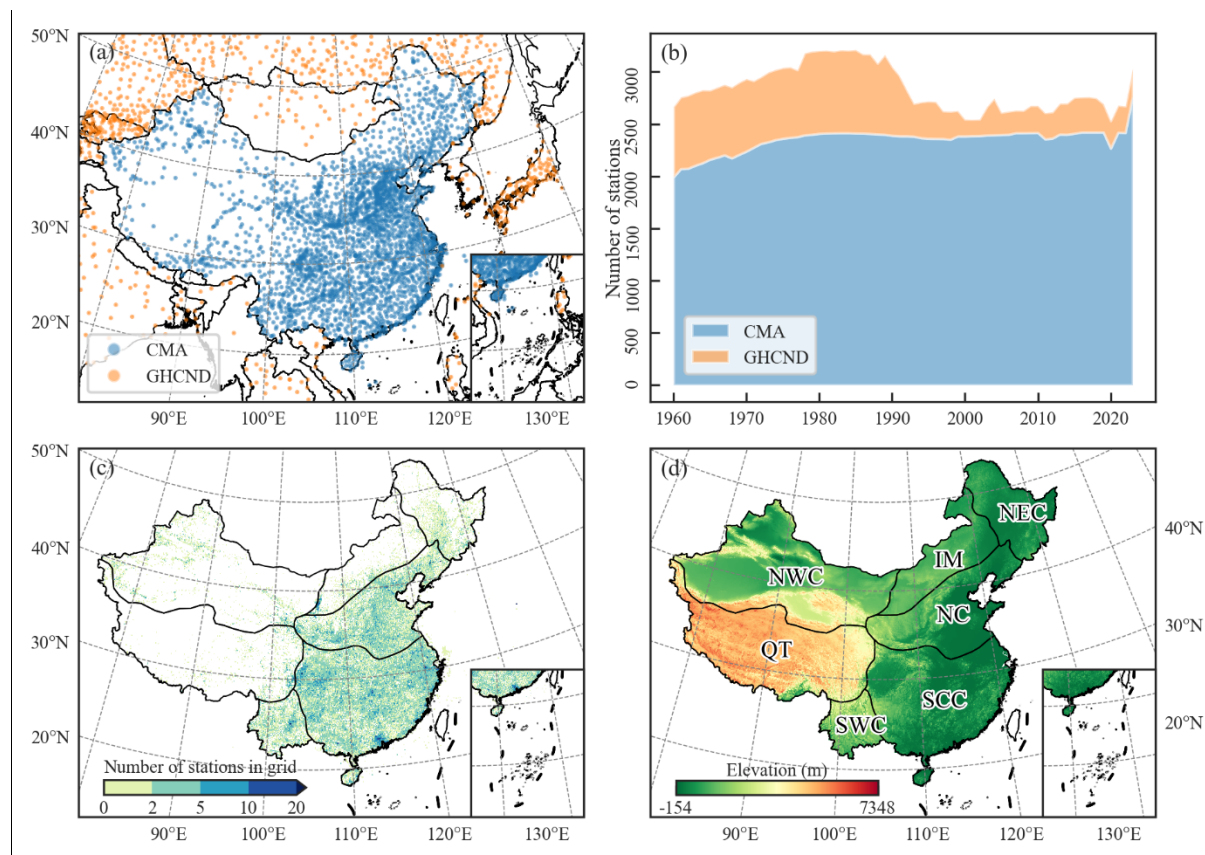 (a)
50°N
40°N
30°N
20°N
90°E
100°E
110°E
120°E
130°E
CMA
GHCND
(b)
Number of stations
3000
2500
2000
1500
1000
500
0
1960
1970
1980
1990
2000
2010
2020
CMA
GHCND
(c)
50°N
40°N
30°N
20°N
Number of stations in grid
0 2 5 10 20
90°E
100°E
110°E
120°E
130°E
(d)
NEC
IM
NWC
NC
QT
SCC
SWC
Elevation (m)
-154 7348
40°N
30°N
20°N
90°E
100°E
110°E
120°E
130°E